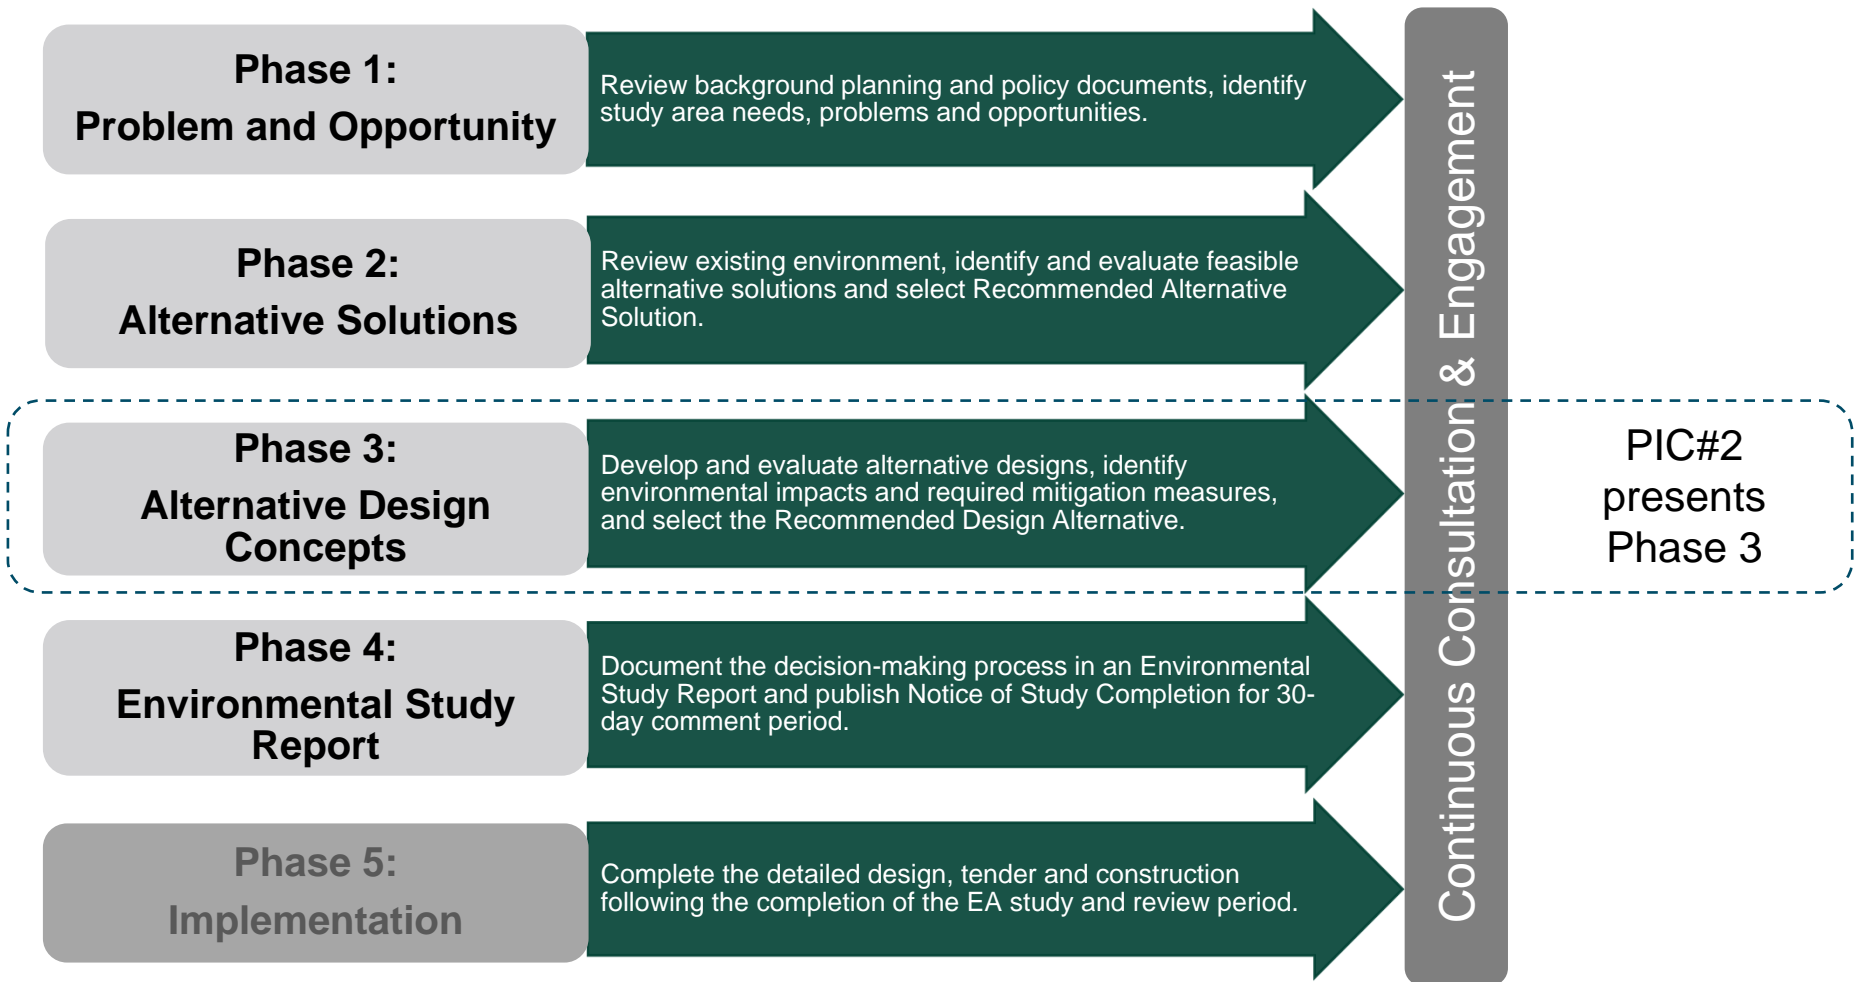 Phase 1:
Problem and Opportunity
Review background planning and policy documents, identify
study area needs, problems and opportunities.
Phase 2:
Alternative Solutions
Review existing environment, identify and evaluate feasible
alternative solutions and select Recommended Alternative
Solution.
Phase 3:
Alternative Design
Concepts
Develop and evaluate alternative designs, identify
environmental impacts and required mitigation measures,
and select the Recommended Design Alternative.
Phase 4:
Environmental Study
Report
Document the decision-making process in an Environmental
Study Report and publish Notice of Study Completion for 30-
day comment period.
Phase 5:
Implementation
Complete the detailed design, tender and construction
following the completion of the EA study and review period.
Continuous Consultation & Engagement
PIC#2
presents
Phase 3